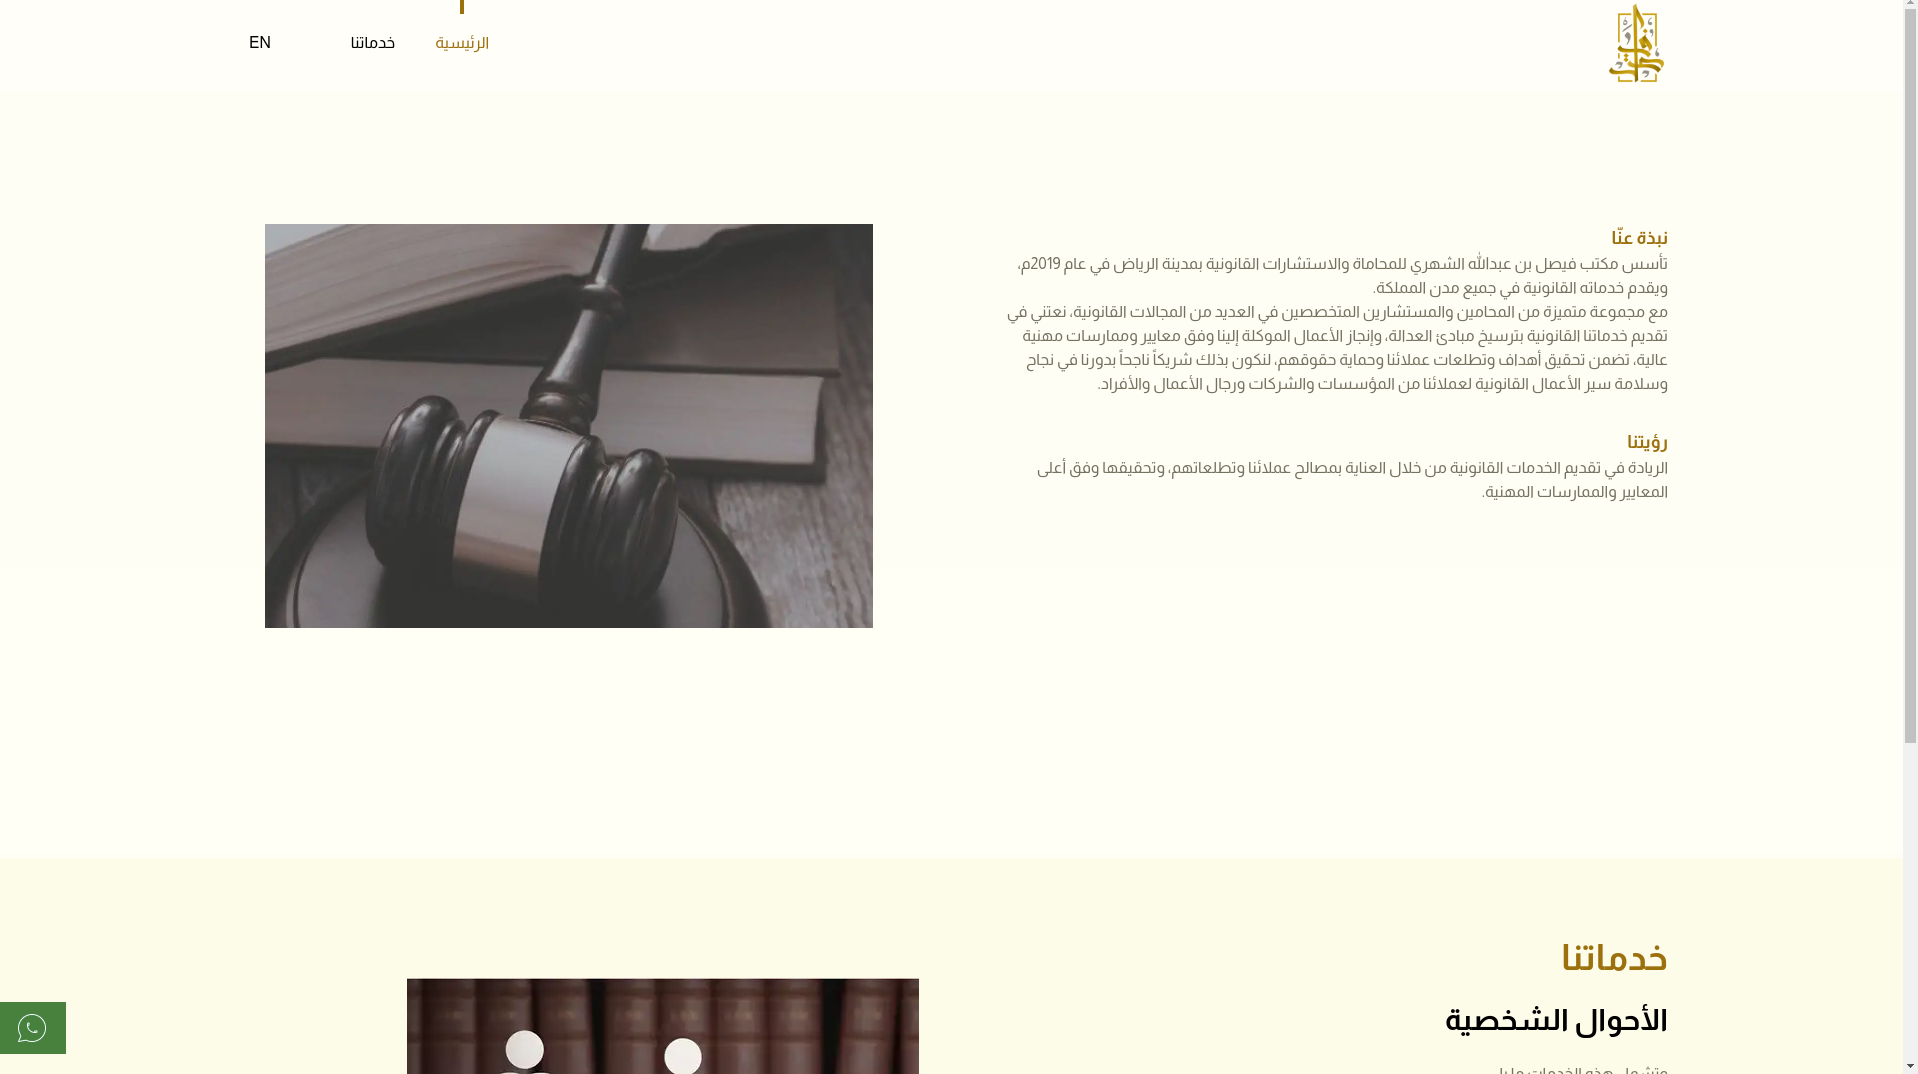 الرئيسية
خدماتنا
EN
نبذة عنّا
تأسس مكتب فيصل بن عبدالله الشهري للمحاماة والاستشارات القانونية بمدينة الرياض في عام 2019م،
ويقدم خدماته القانونية في جميع مدن المملكة.
مع مجموعة متميزة من المحامين والمستشارين المتخصصين في العديد من المجالات القانونية، نعتني في
تقديم خدماتنا القانونية بترسيخ مبادئ العدالة، وإنجاز الأعمال الموكلة إلينا وفق معايير وممارسات مهنية
عالية، تضمن تحقيق أهداف وتطلعات عملائنا وحماية حقوقهم، لنكون بذلك شريكاً ناجحاً بدورنا في نجاح
وسلامة سير الأعمال القانونية لعملائنا من المؤسسات والشركات ورجال الأعمال والأفراد.
رؤيتنا
الريادة في تقديم الخدمات القانونية من خلال العناية بمصالح عملائنا وتطلعاتهم، وتحقيقها وفق أعلى
المعايير والممارسات المهنية.
خدماتنا
الأحوال الشخصية